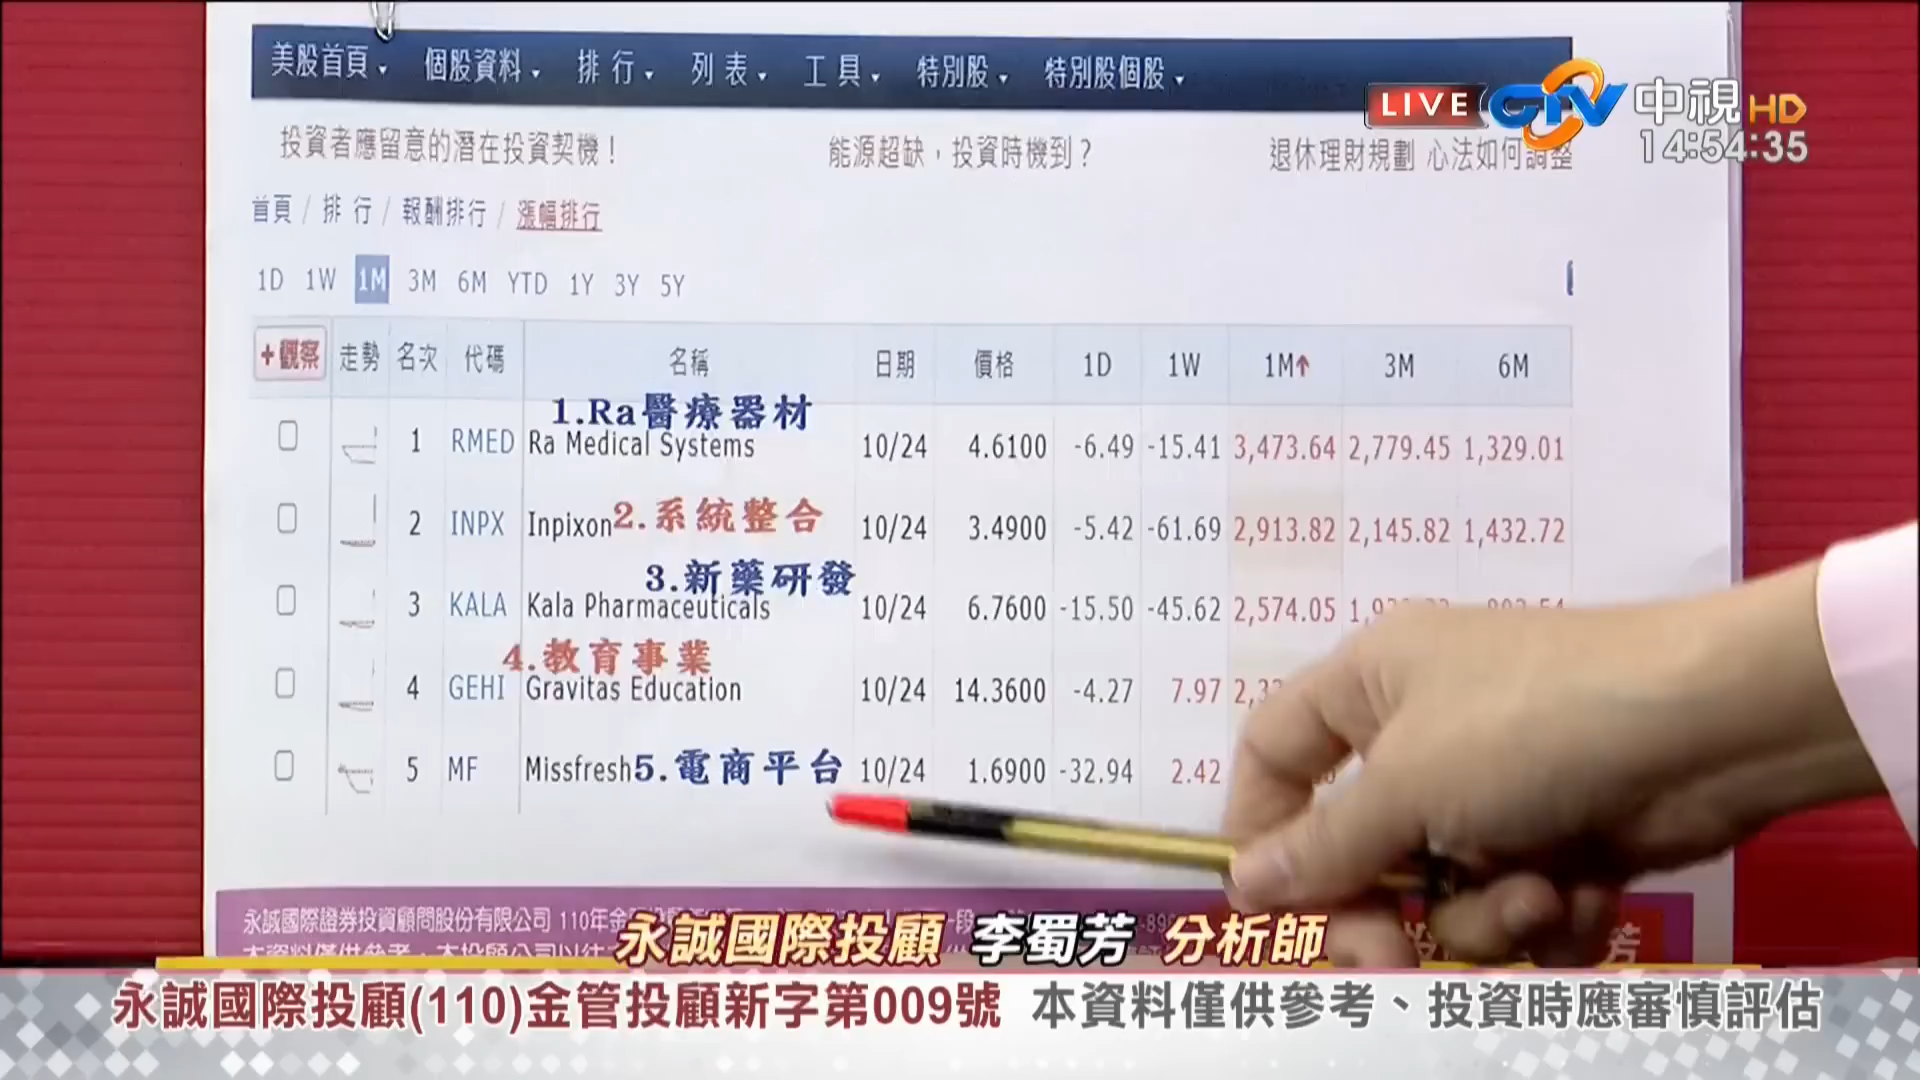 美股首頁 個股資料 排行 列表 工具 特別股 特別股個股
LIVE CTV 中視 HD
14:54:35
投資者應留意的潛在投資契機! 能源超缺,投資時機到? 退休理財規劃 心法如何調整
首頁 / 排行 / 報酬排行 / 漲幅排行
1D 1W 1M 3M 6M YTD 1Y 3Y 5Y
+觀察 走勢 名次 代碼 名稱 日期 價格 1D 1W 1M↑ 3M 6M
1.Ra醫療器材
1 RMED Ra Medical Systems 10/24 4.6100 -6.49 -15.41 3,473.64 2,779.45 1,329.01
2 INPX Inpixon 2.系統整合 10/24 3.4900 -5.42 -61.69 2,913.82 2,145.82 1,432.72
3.新藥研發
3 KALA Kala Pharmaceuticals 10/24 6.7600 -15.50 -45.62 2,574.05
4.教育事業
4 GEHI Gravitas Education 10/24 14.3600 -4.27 7.97
5 MF Missfresh 5.電商平台 10/24 1.6900 -32.94 2.42
永誠國際證券投資顧問股份有限公司 110年
永誠國際投顧 李蜀芳 分析師
永誠國際投顧(110)金管投顧新字第009號 本資料僅供參考、投資時應審慎評估